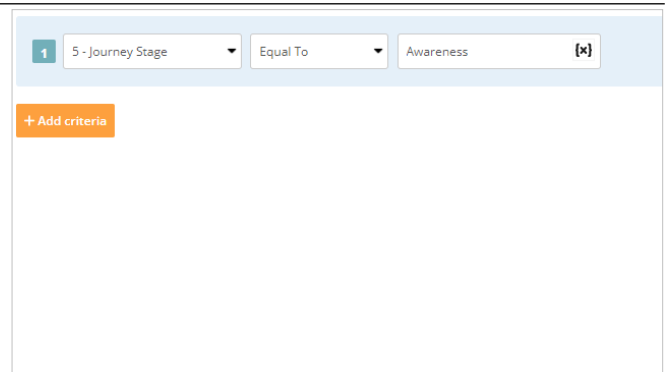 1 5 - Journey Stage Equal To Awareness {x}
+ Add criteria